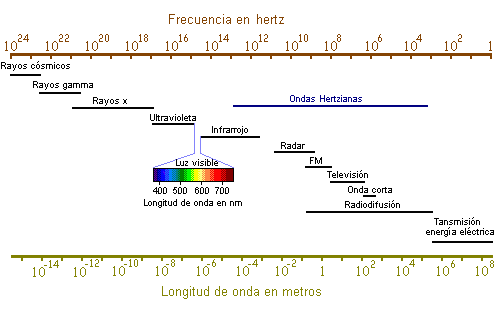 Frecuencia en hertz
10^24 10^22 10^20 10^18 10^16 10^14 10^12 10^10 10^8 10^6 10^4 10^2 1
Rayos cósmicos
Rayos gamma
Rayos x
Ondas Hertzianas
Ultravioleta
Infrarrojo
Radar
Luz visible
FM
Televisión
400 500 600 700
Onda corta
Longitud de onda en nm
Radiodifusión
Tansmisión
energía eléctrica
10^-14 10^-12 10^-10 10^-8 10^-6 10^-4 10^-2 1 10^2 10^4 10^6 10^8
Longitud de onda en metros